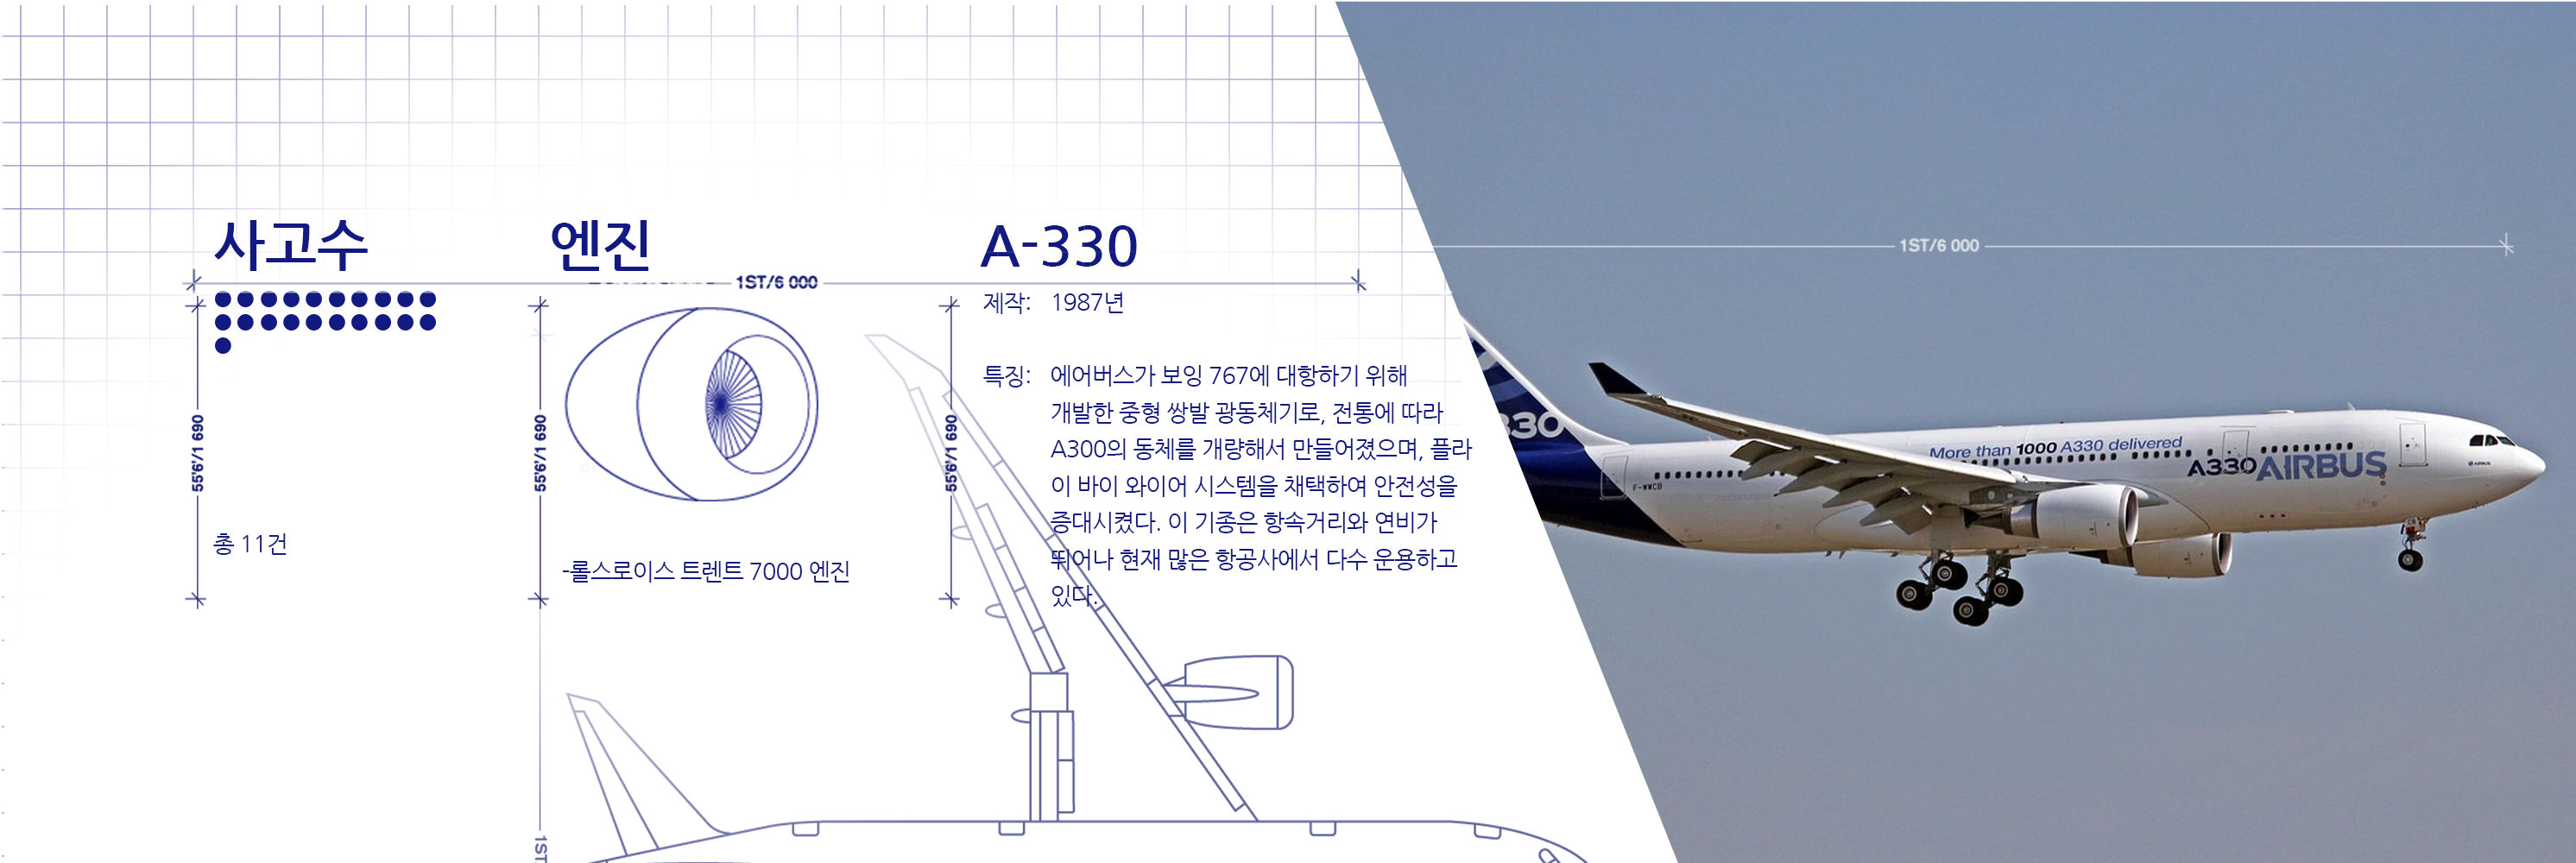 사고수
엔진
A-330
1ST/6 000
1ST/6 000
제작: 1987년
특징: 에어버스가 보잉 767에 대항하기 위해
개발한 중형 쌍발 광동체기로, 전통에 따라
A300의 동체를 개량해서 만들어졌으며, 플라
이 바이 와이어 시스템을 채택하여 안전성을
증대시켰다. 이 기종은 항속거리와 연비가
뛰어나 현재 많은 항공사에서 다수 운용하고
있다.
55'6'/1 690
55'6'/1 690
55'6'/1 690
총 11건
-롤스로이스 트렌트 7000 엔진
1ST
330
More than 1000 A330 delivered
A330 AIRBUS
F-WWCB
AIRBUS